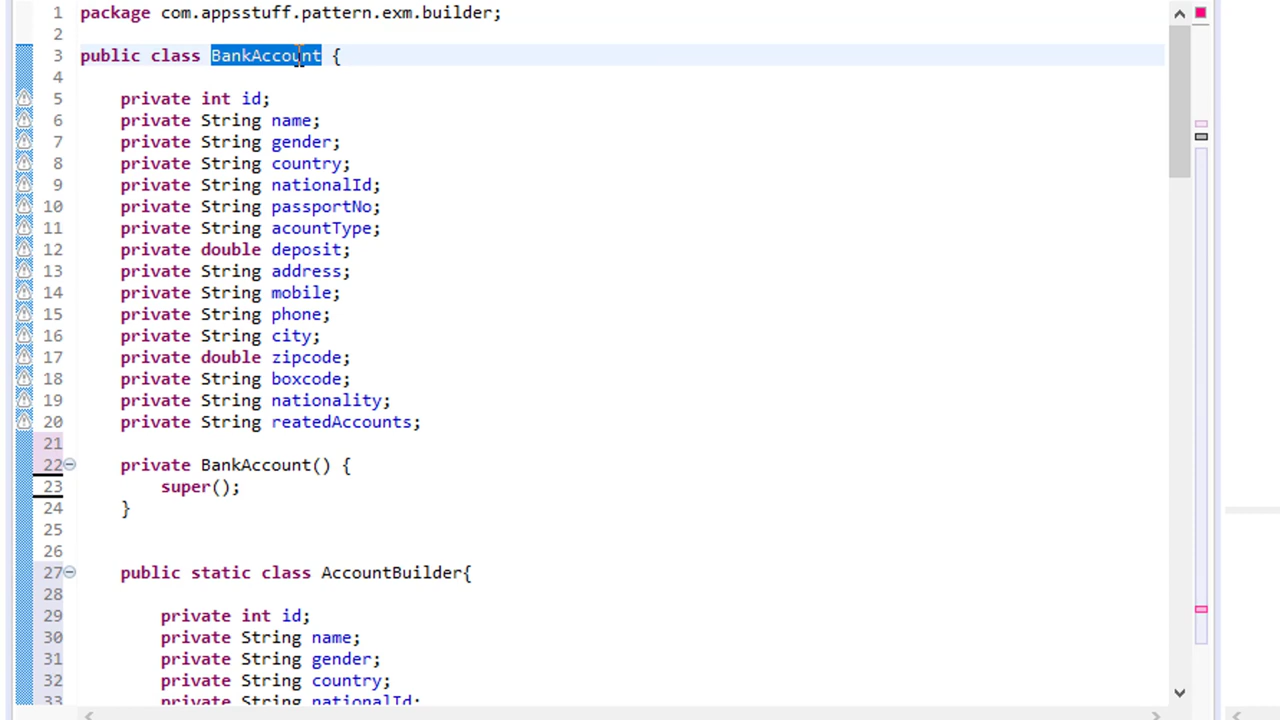 1 package com.appsstuff.pattern.exm.builder;
2
3 public class BankAccount {
4
5 private int id;
6 private String name;
7 private String gender;
8 private String country;
9 private String nationalId;
10 private String passportNo;
11 private String acountType;
12 private double deposit;
13 private String address;
14 private String mobile;
15 private String phone;
16 private String city;
17 private double zipcode;
18 private String boxcode;
19 private String nationality;
20 private String reatedAccounts;
21
22 private BankAccount() {
23 super();
24 }
25
26
27 public static class AccountBuilder{
28
29 private int id;
30 private String name;
31 private String gender;
32 private String country;
33 private String nationalId;